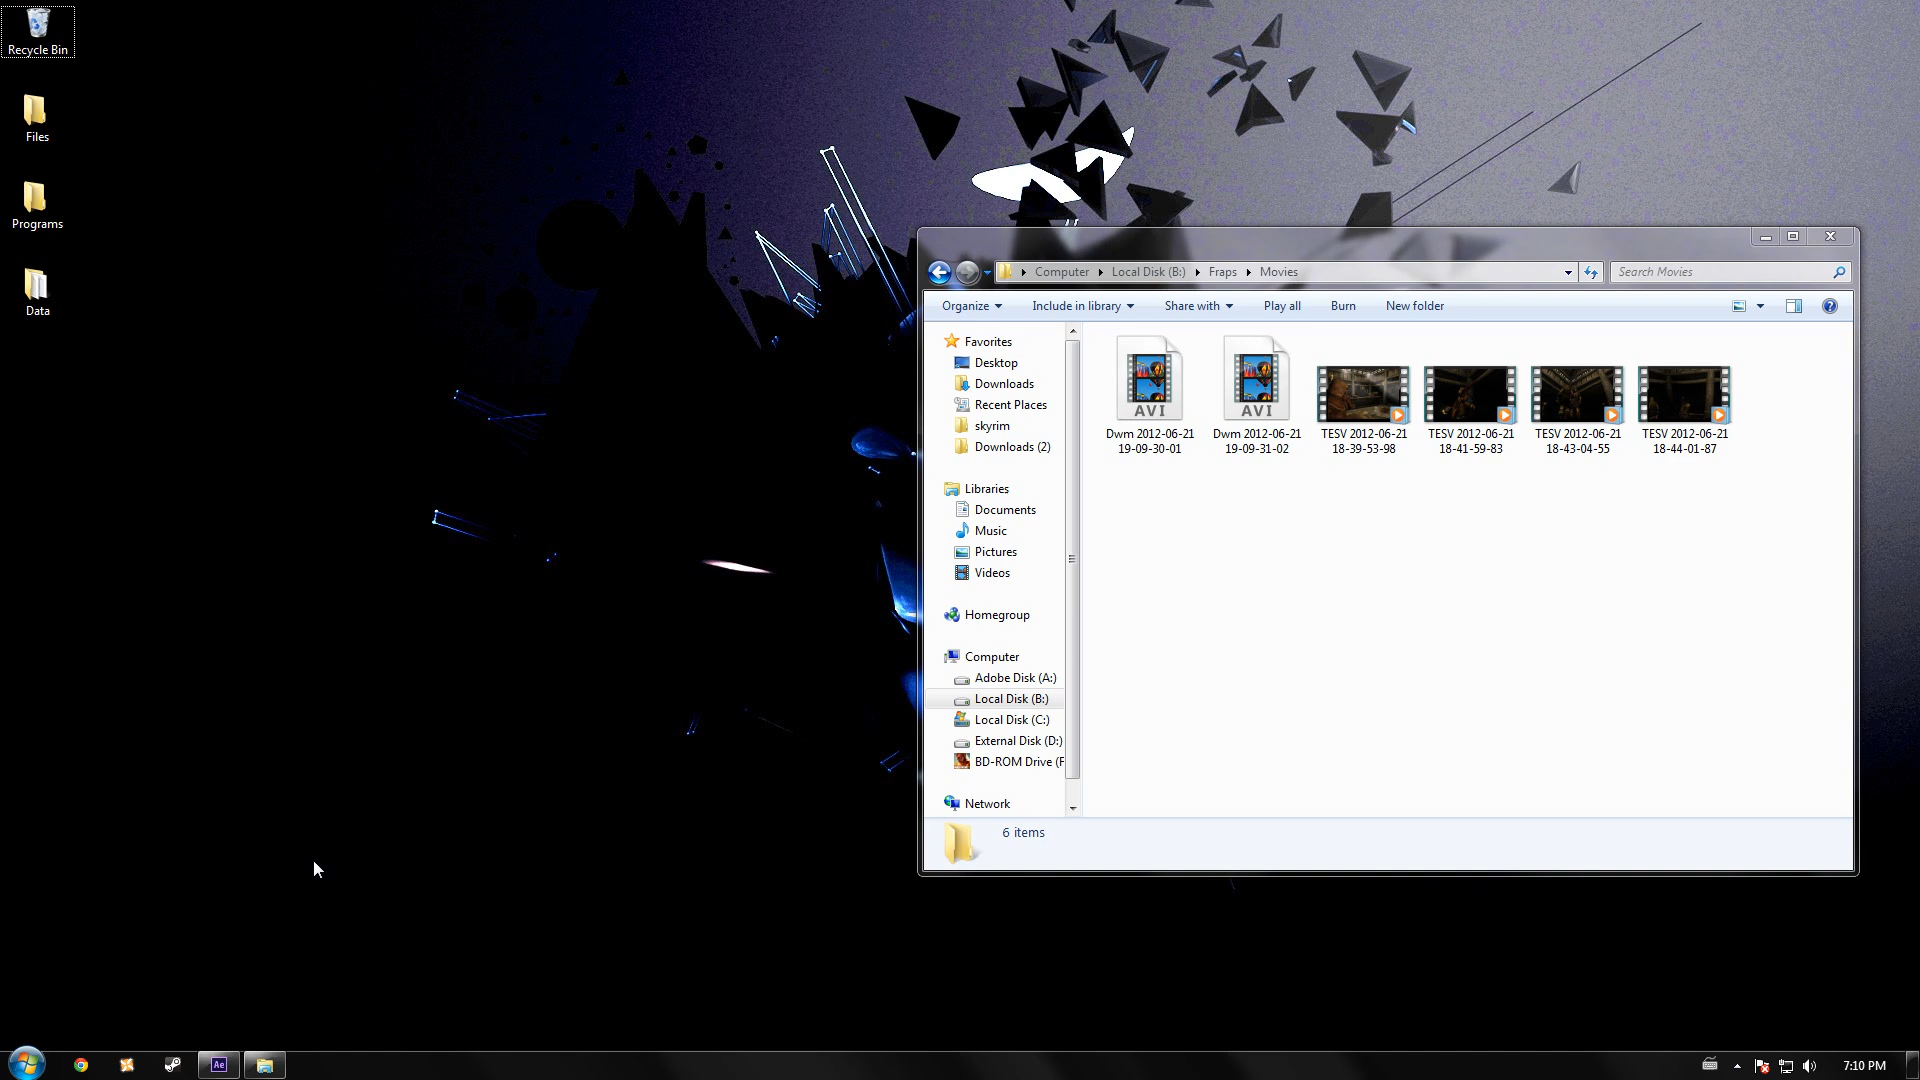 Recycle Bin
Files
Programs
Data
Computer Local Disk (B:) Fraps Movies
Search Movies
Organize Include in library Share with Play all Burn New folder
Favorites
Desktop
Downloads
Recent Places
skyrim
Downloads (2)
Libraries
Documents
Music
Pictures
Videos
Homegroup
Computer
Adobe Disk (A:)
Local Disk (B:)
Local Disk (C:)
External Disk (D:)
BD-ROM Drive (F
Network
AVI AVI
Dwm 2012-06-21 Dwm 2012-06-21 TESV 2012-06-21 TESV 2012-06-21 TESV 2012-06-21 TESV 2012-06-21
19-09-30-01 19-09-31-02 18-39-53-98 18-41-59-83 18-43-04-55 18-44-01-87
6 items
Ae
7:10 PM